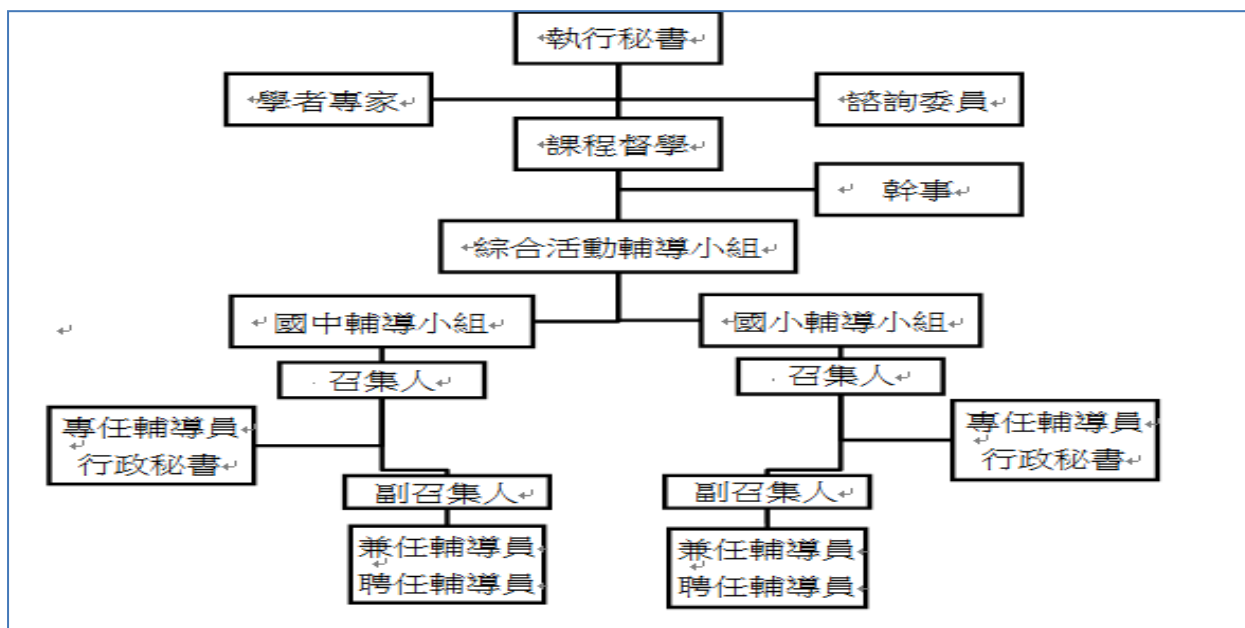 執行秘書
學者專家
諮詢委員
課程督學
幹事
綜合活動輔導小組
國中輔導小組
國小輔導小組
召集人
召集人
專任輔導員
行政秘書
專任輔導員
行政秘書
副召集人
副召集人
兼任輔導員
聘任輔導員
兼任輔導員
聘任輔導員